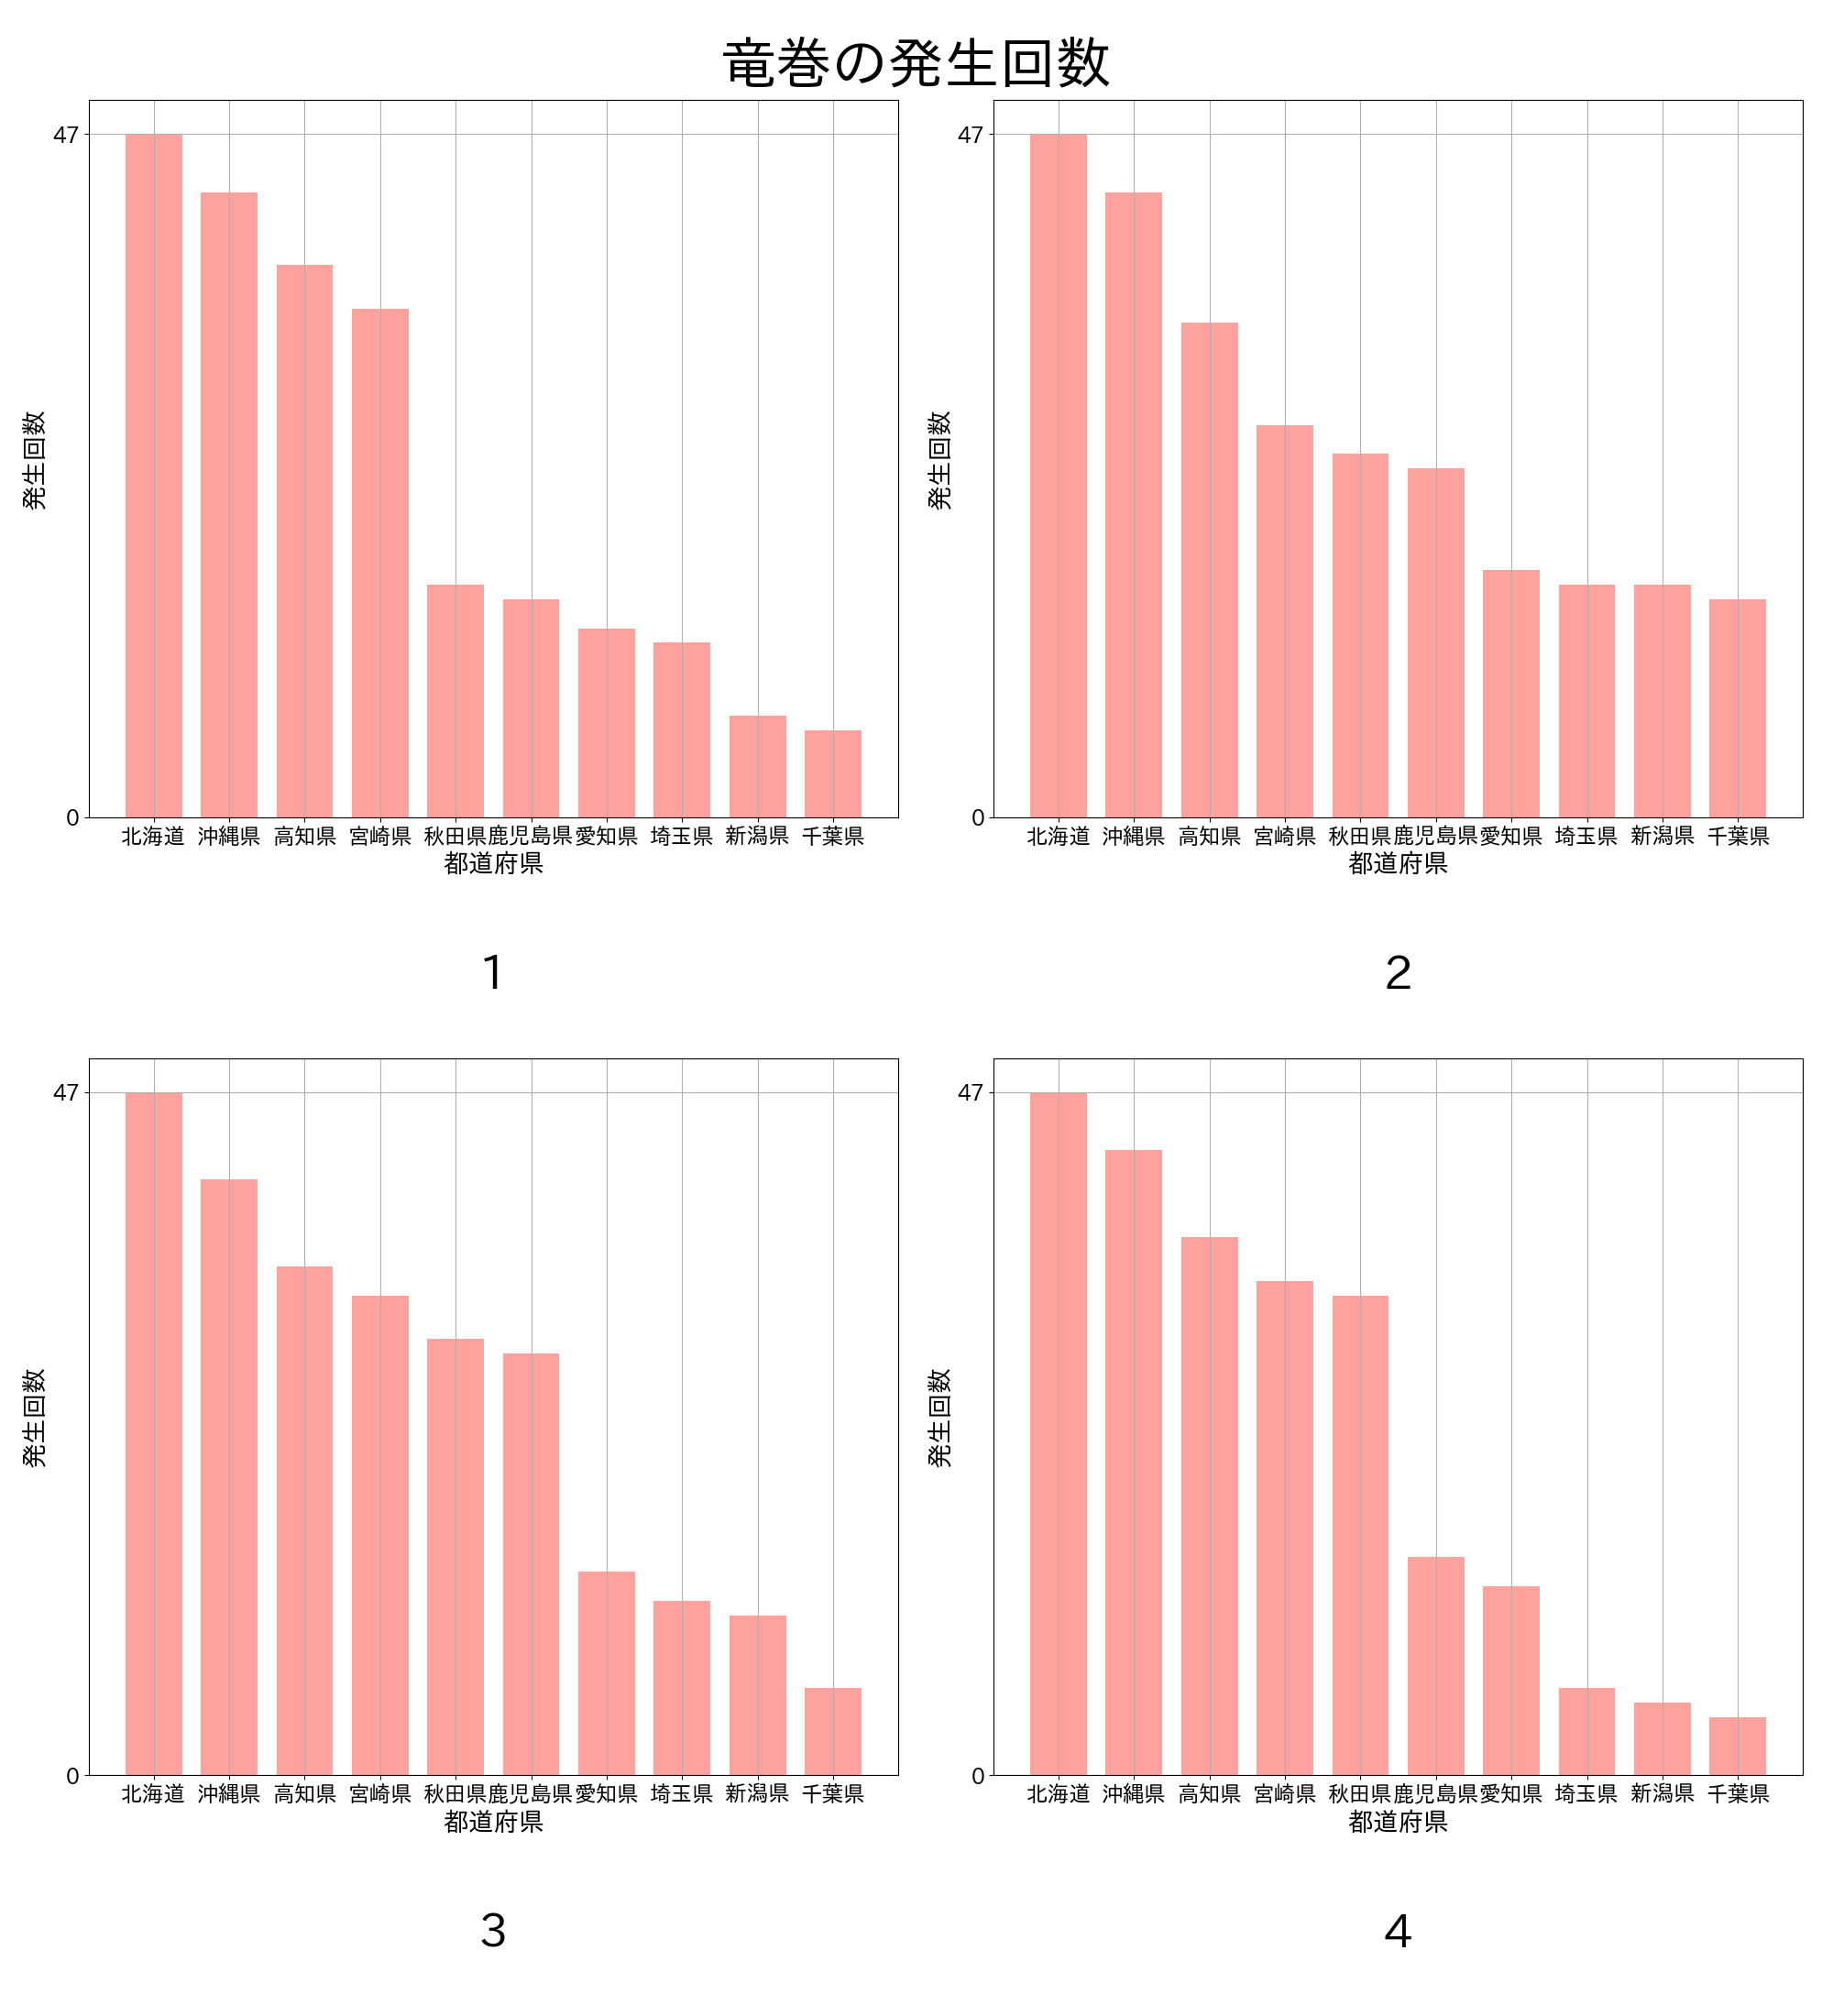 竜巻の発生回数
47
0
発生回数
北海道 沖縄県 高知県 宮崎県 秋田県 鹿児島県 愛知県 埼玉県 新潟県 千葉県
都道府県
1
47
0
発生回数
北海道 沖縄県 高知県 宮崎県 秋田県 鹿児島県 愛知県 埼玉県 新潟県 千葉県
都道府県
2
47
0
発生回数
北海道 沖縄県 高知県 宮崎県 秋田県 鹿児島県 愛知県 埼玉県 新潟県 千葉県
都道府県
3
47
0
発生回数
北海道 沖縄県 高知県 宮崎県 秋田県 鹿児島県 愛知県 埼玉県 新潟県 千葉県
都道府県
4